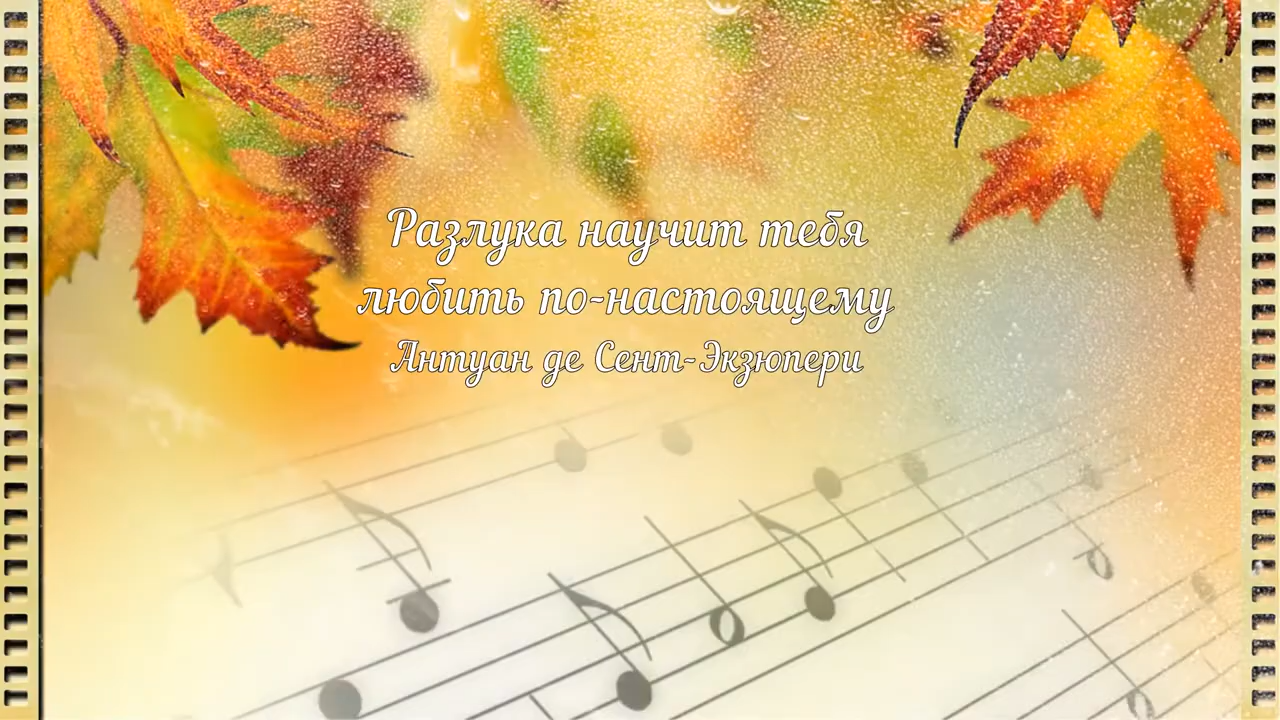 Разлука научит тебя
любить по-настоящему
Антуан де Сент-Экзюпери